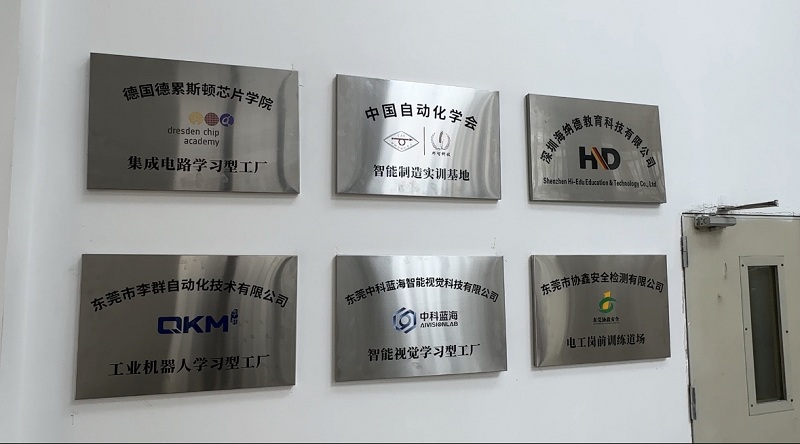 德国德累斯顿芯片学院
dresden chip
academy
集成电路学习型工厂
中国自动化学会
智能制造实训基地
深圳海纳德教育科技有限公司
HND
Shenzhen Hi-Edu Education & Technology Co., Ltd.
东莞市李群自动化技术有限公司
QKM
工业机器人学习型工厂
东莞中科蓝海智能视觉科技有限公司
中科蓝海
AIVISIONLAB
智能视觉学习型工厂
东莞市协鑫安全检测有限公司
东莞协鑫安全
电工岗前训练道场